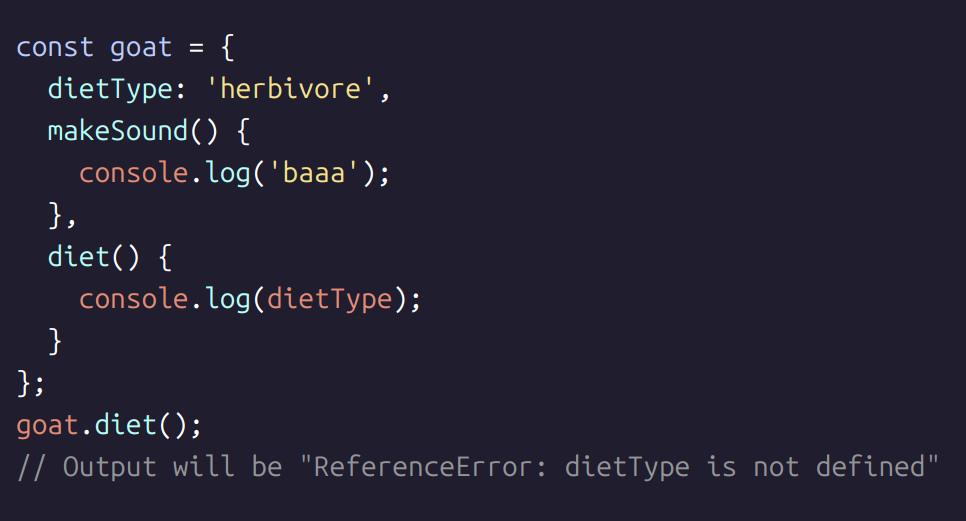 const goat = {
  dietType: 'herbivore',
  makeSound() {
    console.log('baaa');
  },
  diet() {
    console.log(dietType);
  }
};
goat.diet();
// Output will be "ReferenceError: dietType is not defined"